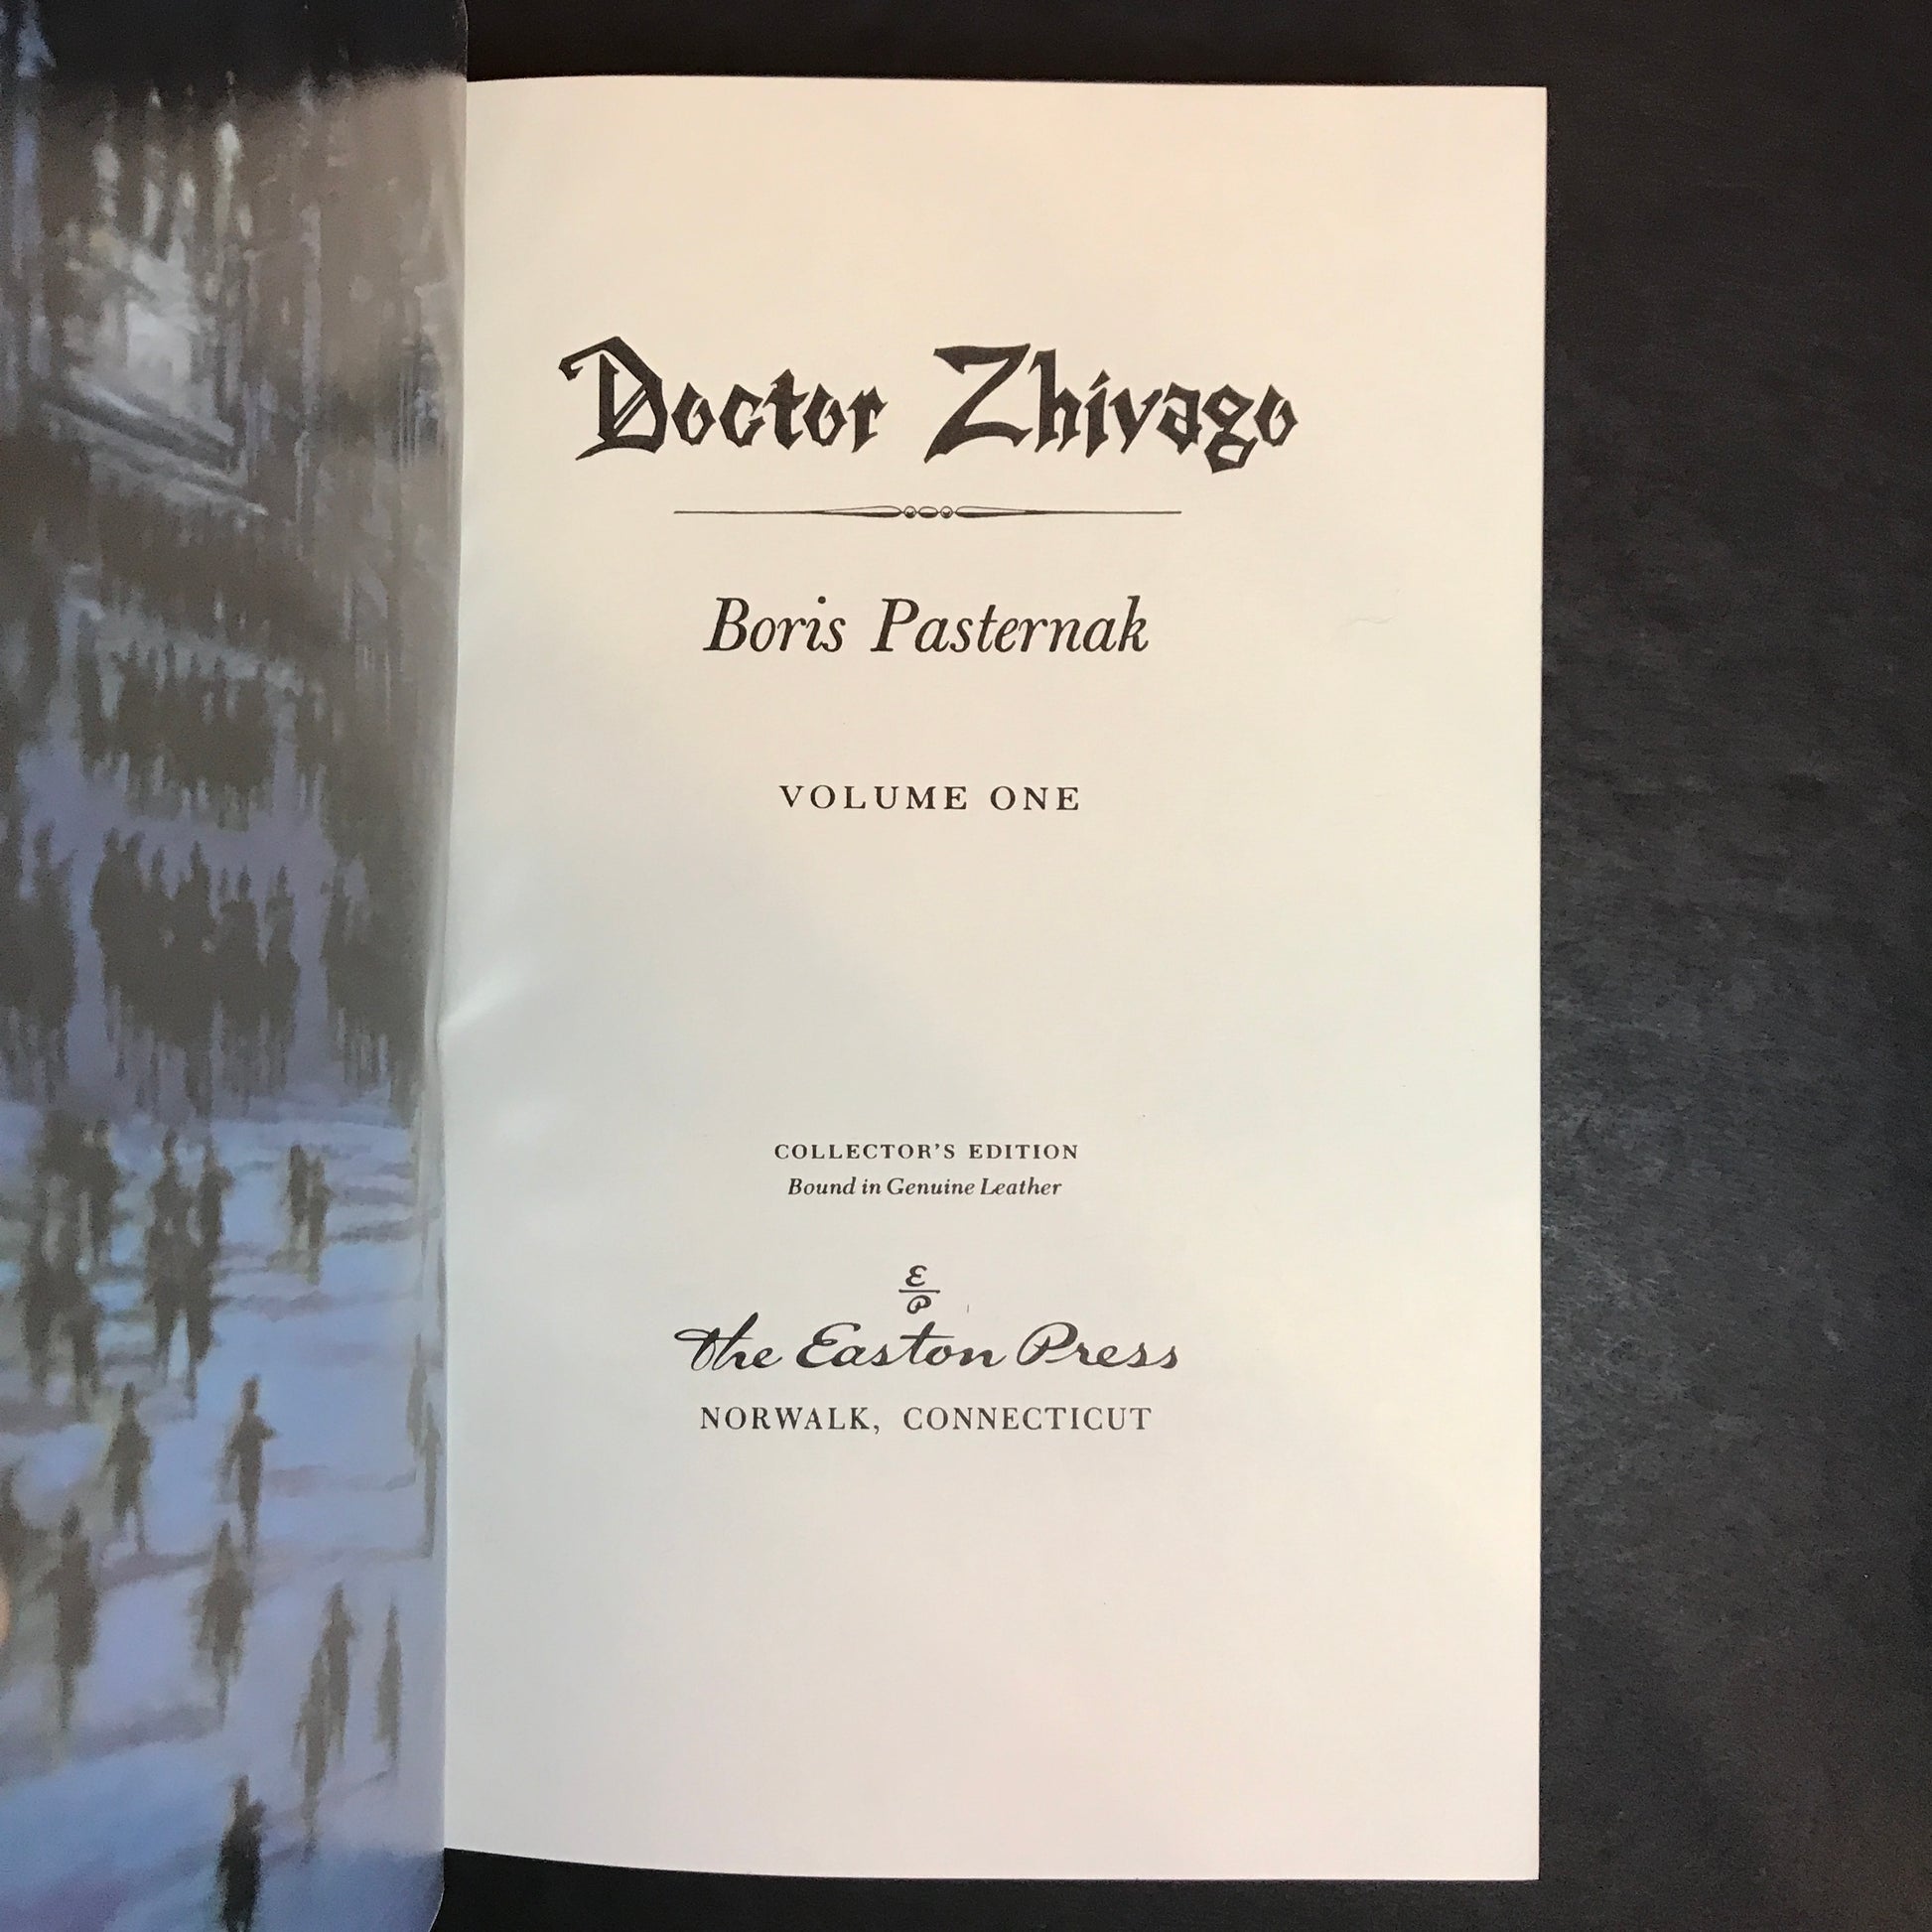 Doctor Zhivago
Boris Pasternak
VOLUME ONE
COLLECTOR'S EDITION
Bound in Genuine Leather
E
P
The Easton Press
NORWALK, CONNECTICUT